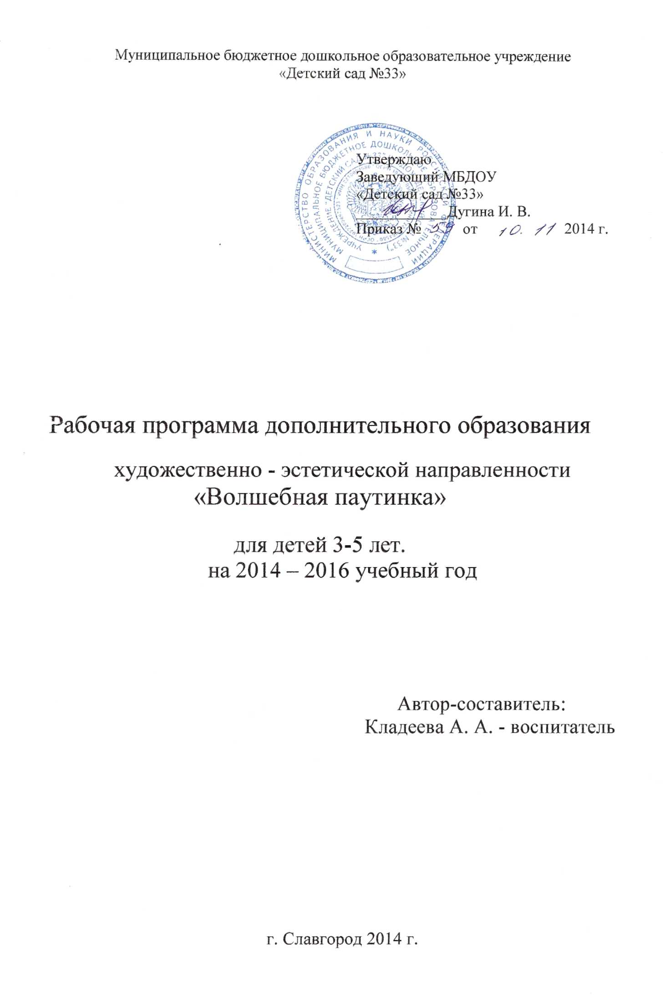 Муниципальное бюджетное дошкольное образовательное учреждение
«Детский сад №33»
МИНИСТЕРСТВО ОБРАЗОВАНИЯ И НАУКИ РОССИЙСКОЙ ФЕДЕРАЦИИ
МУНИЦИПАЛЬНОЕ БЮДЖЕТНОЕ ДОШКОЛЬНОЕ ОБРАЗОВАТЕЛЬНОЕ
УЧРЕЖДЕНИЕ "ДЕТСКИЙ САД №33"
Утверждаю
Заведующий МБДОУ
«Детский сад №33»
Дугина И. В.
Приказ № 59 от 10. 11 2014 г.
Рабочая программа дополнительного образования
художественно - эстетической направленности
«Волшебная паутинка»
для детей 3-5 лет.
на 2014 – 2016 учебный год
Автор-составитель:
Кладеева А. А. - воспитатель
г. Славгород 2014 г.